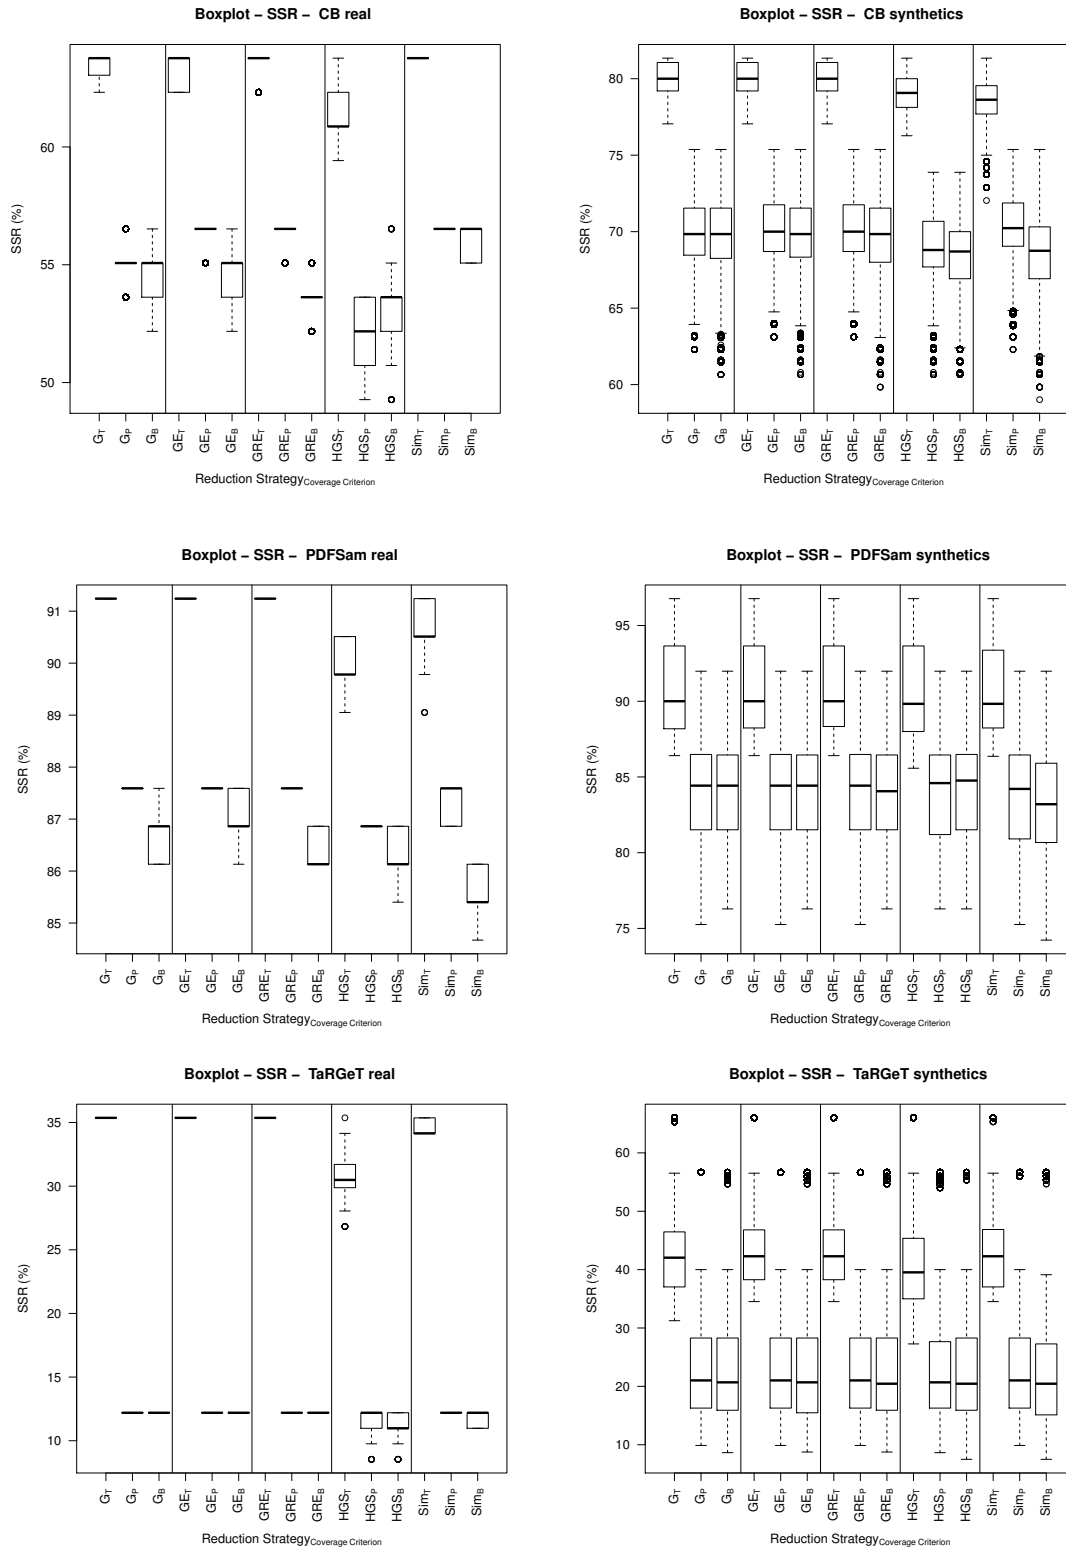 Boxplot – SSR – CB real
SSR (%)
60
55
50
G_T G_P G_B GE_T GE_P GE_B GRE_T GRE_P GRE_B HGS_T HGS_P HGS_B Sim_T Sim_P Sim_B
Reduction Strategy_Coverage Criterion
Boxplot – SSR – CB synthetics
SSR (%)
80
75
70
65
60
G_T G_P G_B GE_T GE_P GE_B GRE_T GRE_P GRE_B HGS_T HGS_P HGS_B Sim_T Sim_P Sim_B
Reduction Strategy_Coverage Criterion
Boxplot – SSR – PDFSam real
SSR (%)
91
90
89
88
87
86
85
G_T G_P G_B GE_T GE_P GE_B GRE_T GRE_P GRE_B HGS_T HGS_P HGS_B Sim_T Sim_P Sim_B
Reduction Strategy_Coverage Criterion
Boxplot – SSR – PDFSam synthetics
SSR (%)
95
90
85
80
75
G_T G_P G_B GE_T GE_P GE_B GRE_T GRE_P GRE_B HGS_T HGS_P HGS_B Sim_T Sim_P Sim_B
Reduction Strategy_Coverage Criterion
Boxplot – SSR – TaRGeT real
SSR (%)
35
30
25
20
15
10
G_T G_P G_B GE_T GE_P GE_B GRE_T GRE_P GRE_B HGS_T HGS_P HGS_B Sim_T Sim_P Sim_B
Reduction Strategy_Coverage Criterion
Boxplot – SSR – TaRGeT synthetics
SSR (%)
60
50
40
30
20
10
G_T G_P G_B GE_T GE_P GE_B GRE_T GRE_P GRE_B HGS_T HGS_P HGS_B Sim_T Sim_P Sim_B
Reduction Strategy_Coverage Criterion